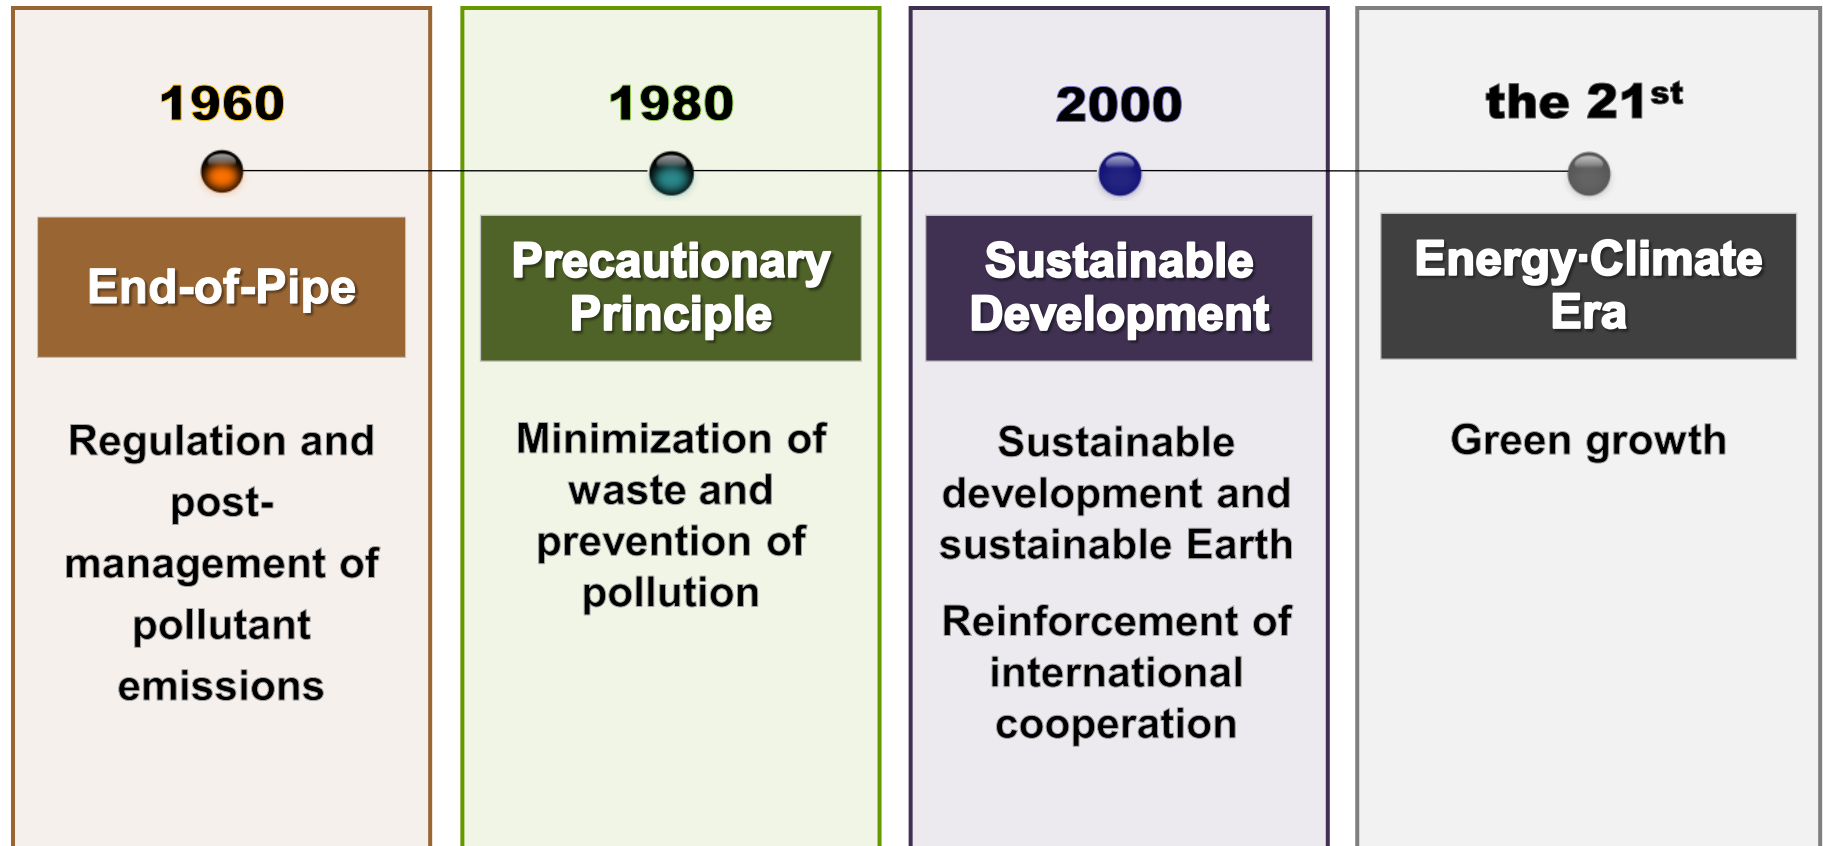 1960
End-of-Pipe
Regulation and
post-
management of
pollutant
emissions
1980
Precautionary
Principle
Minimization of
waste and
prevention of
pollution
2000
Sustainable
Development
Sustainable
development and
sustainable Earth
Reinforcement of
international
cooperation
the 21st
Energy·Climate
Era
Green growth